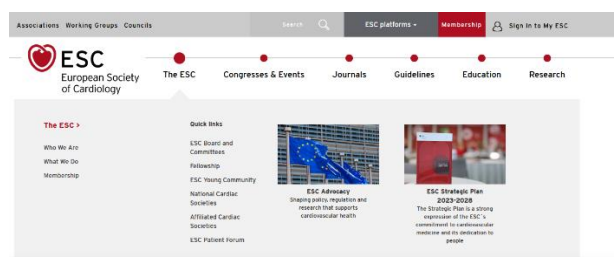 Associations Working Groups Councils
Search
ESC platforms
Membership
Sign in to My ESC
ESC
European Society
of Cardiology
The ESC
Congresses & Events
Journals
Guidelines
Education
Research
The ESC >
Who We Are
What We Do
Membership
Quick links
ESC Board and
Committees
Fellowship
ESC Young Community
National Cardiac
Societies
Affiliated Cardiac
Societies
ESC Patient Forum
ESC Advocacy
Shaping policy, regulation and
research that supports
cardiovascular health
ESC Strategic Plan
2023-2028
The Strategic Plan is a strong
expression of the ESC´s
commitment to cardiovascular
medicine and its dedication to
people